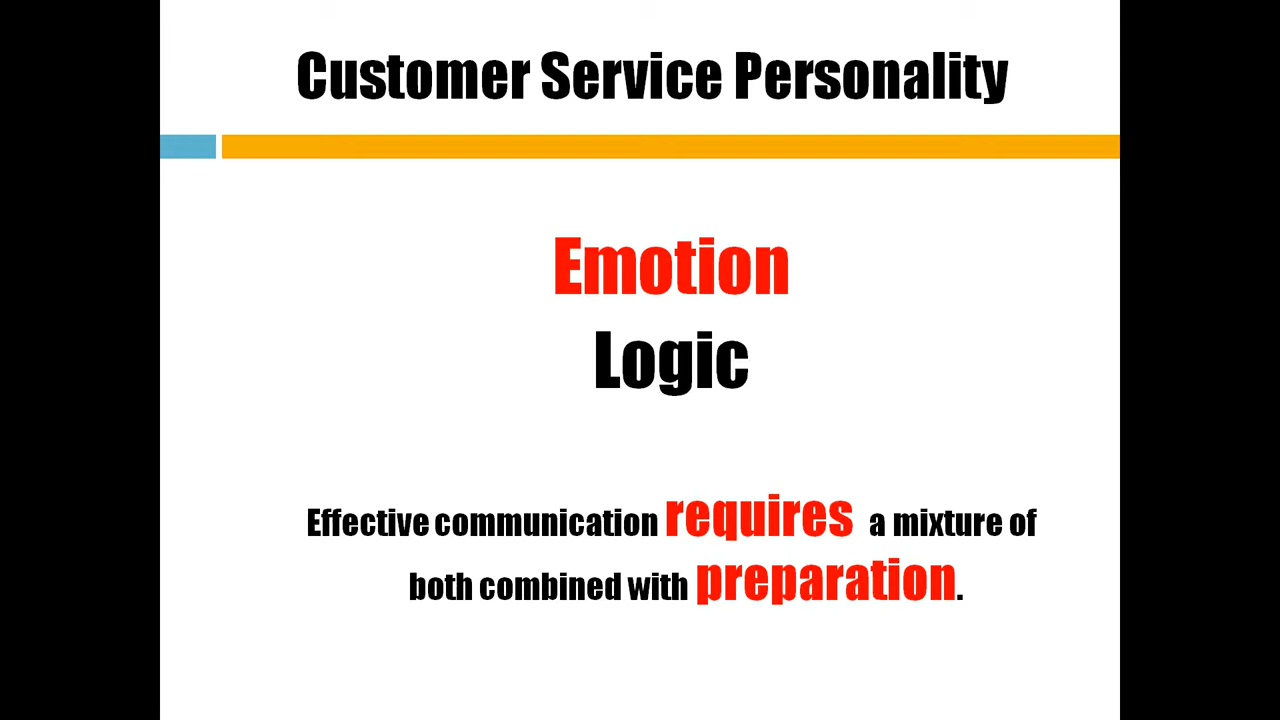 Customer Service Personality
Emotion
Logic
Effective communication requires a mixture of
both combined with preparation.